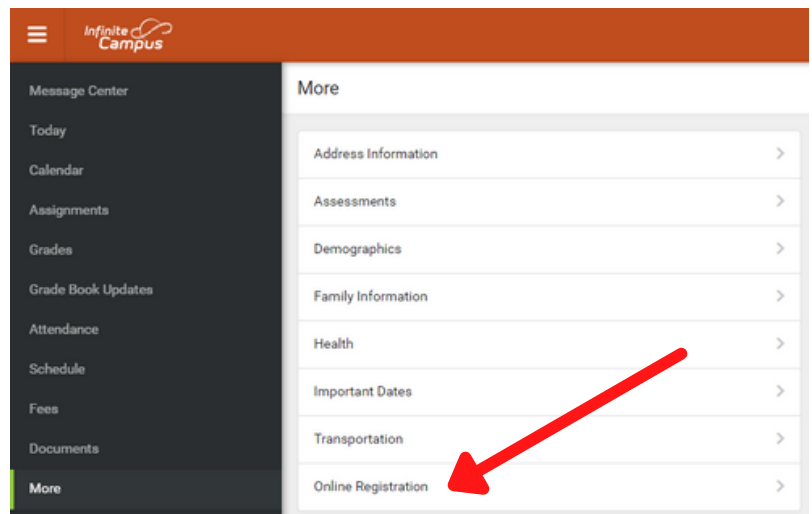 Infinite
Campus
Message Center
Today
Calendar
Assignments
Grades
Grade Book Updates
Attendance
Schedule
Fees
Documents
More
More
Address Information
Assessments
Demographics
Family Information
Health
Important Dates
Transportation
Online Registration